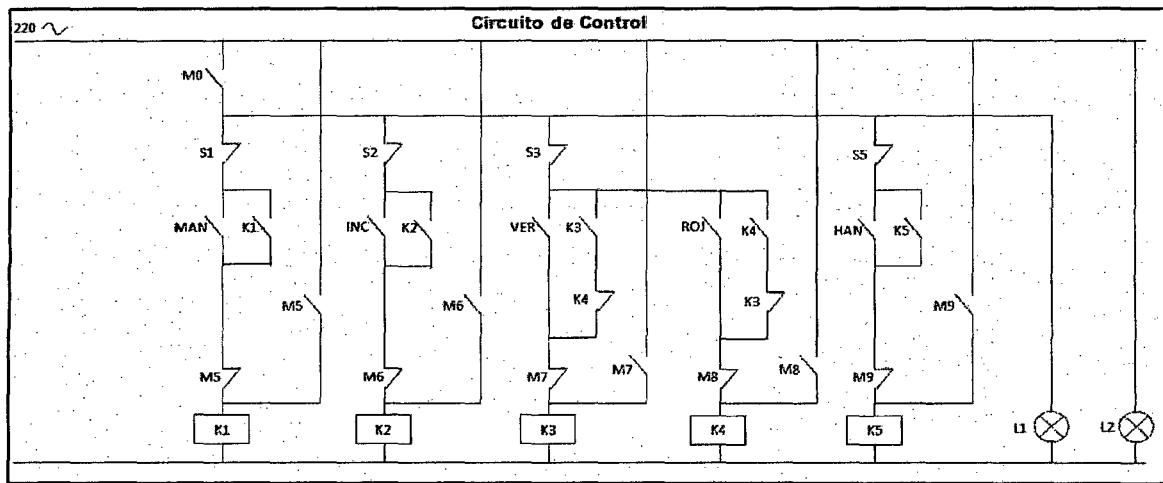 Circuito de Control
220
M0
S1 S2 S3 S5
MAN K1 INC K2 VER K3 ROJ K4 HAN K5
K4 K3
M5 M6 M9
M7 M8
M5 M6 M7 M8 M9
K1 K2 K3 K4 K5 L1 L2